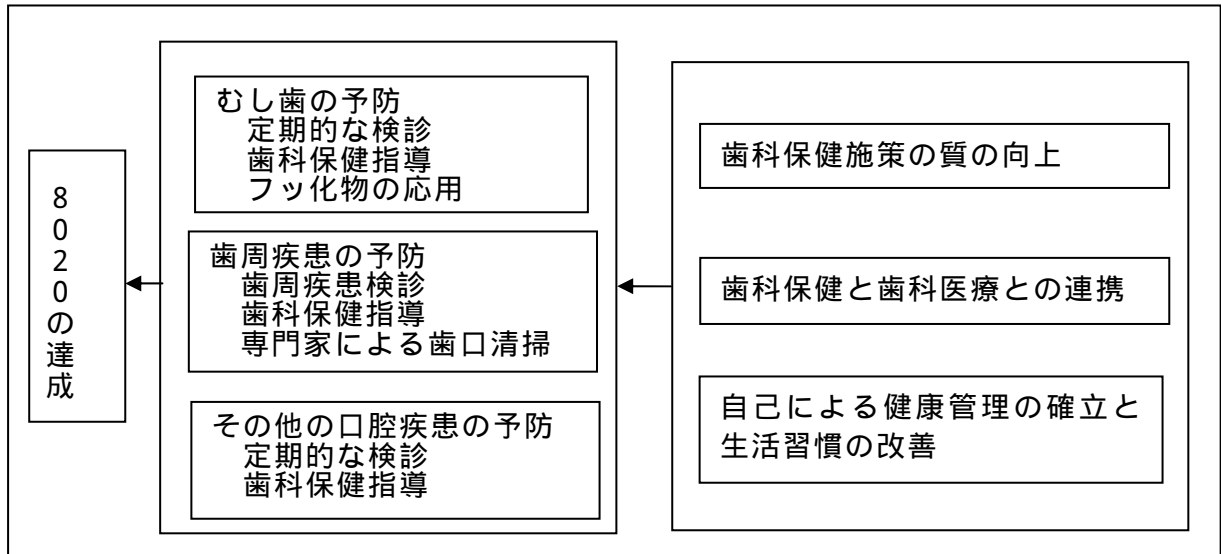 8020の達成
むし歯の予防
定期的な検診
歯科保健指導
フッ化物の応用
歯周疾患の予防
歯周疾患検診
歯科保健指導
専門家による歯口清掃
その他の口腔疾患の予防
定期的な検診
歯科保健指導
歯科保健施策の質の向上
歯科保健と歯科医療との連携
自己による健康管理の確立と
生活習慣の改善